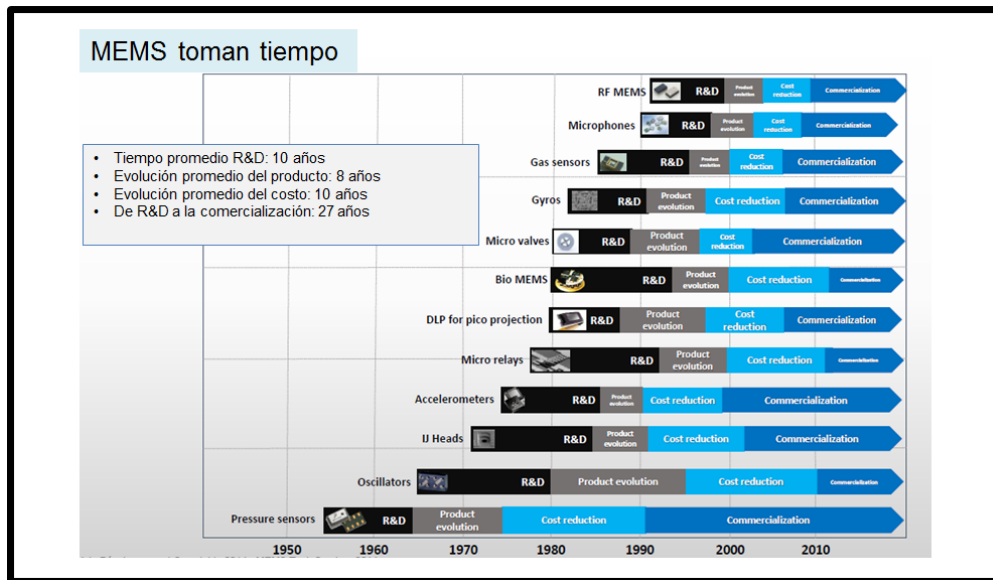 MEMS toman tiempo
• Tiempo promedio R&D: 10 años
• Evolución promedio del producto: 8 años
• Evolución promedio del costo: 10 años
• De R&D a la comercialización: 27 años
RF MEMS R&D Product evolution Cost reduction Commercialization
Microphones R&D Product evolution Cost reduction Commercialization
Gas sensors R&D Product evolution Cost reduction Commercialization
Gyros R&D Product evolution Cost reduction Commercialization
Micro valves R&D Product evolution Cost reduction Commercialization
Bio MEMS R&D Product evolution Cost reduction Commercialization
DLP for pico projection R&D Product evolution Cost reduction Commercialization
Micro relays R&D Product evolution Cost reduction Commercialization
Accelerometers R&D Product evolution Cost reduction Commercialization
IJ Heads R&D Product evolution Cost reduction Commercialization
Oscillators R&D Product evolution Cost reduction Commercialization
Pressure sensors R&D Product evolution Cost reduction Commercialization
1950 1960 1970 1980 1990 2000 2010